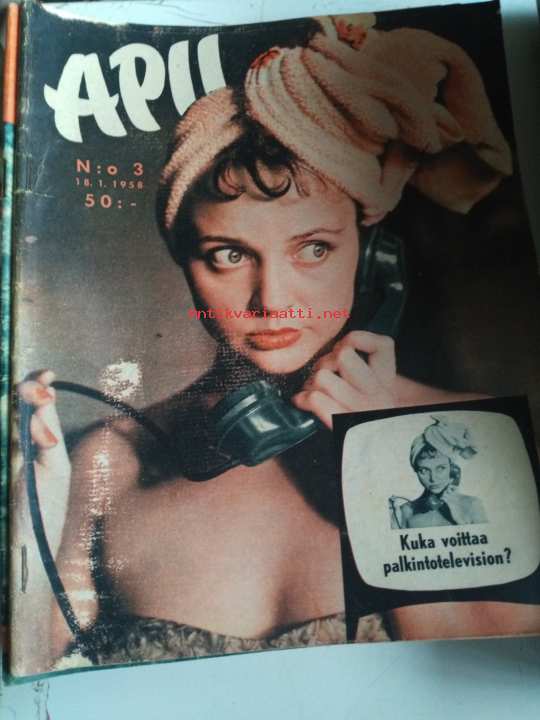 APU
N:o 3
18.1.1958
50:-
antikvariaatti.net
Kuka voittaa
palkintotelevision?